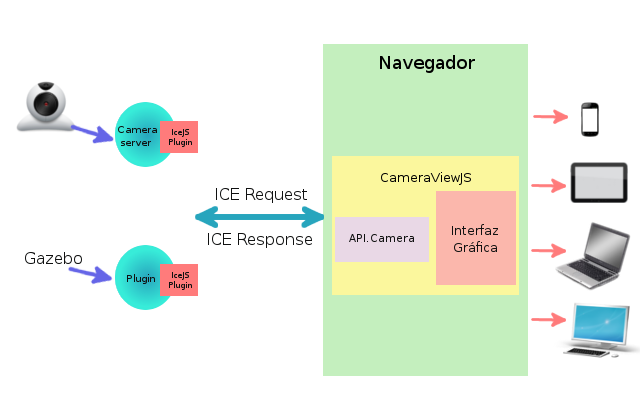 Navegador
Camera
server
IceJS
Plugin
CameraViewJS
ICE Request
ICE Response
API.Camera
Interfaz
Gráfica
Gazebo
Plugin
IceJS
Plugin